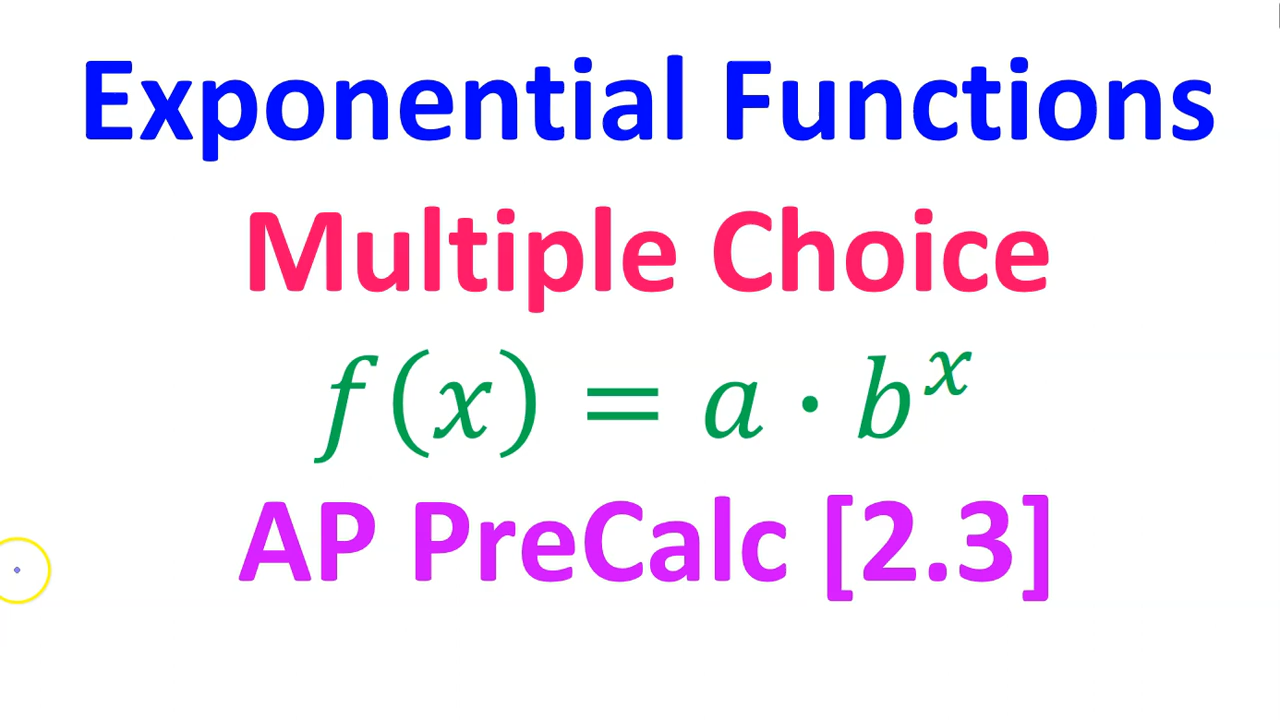 Exponential Functions
Multiple Choice
f(x) = a · b^x
AP PreCalc [2.3]